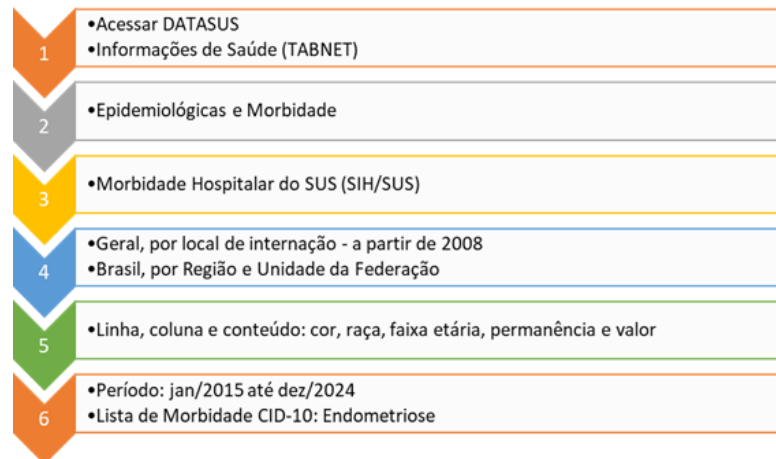 1
•Acessar DATASUS
•Informações de Saúde (TABNET)
2
•Epidemiológicas e Morbidade
3
•Morbidade Hospitalar do SUS (SIH/SUS)
4
•Geral, por local de internação - a partir de 2008
•Brasil, por Região e Unidade da Federação
5
•Linha, coluna e conteúdo: cor, raça, faixa etária, permanência e valor
6
•Período: jan/2015 até dez/2024
•Lista de Morbidade CID-10: Endometriose